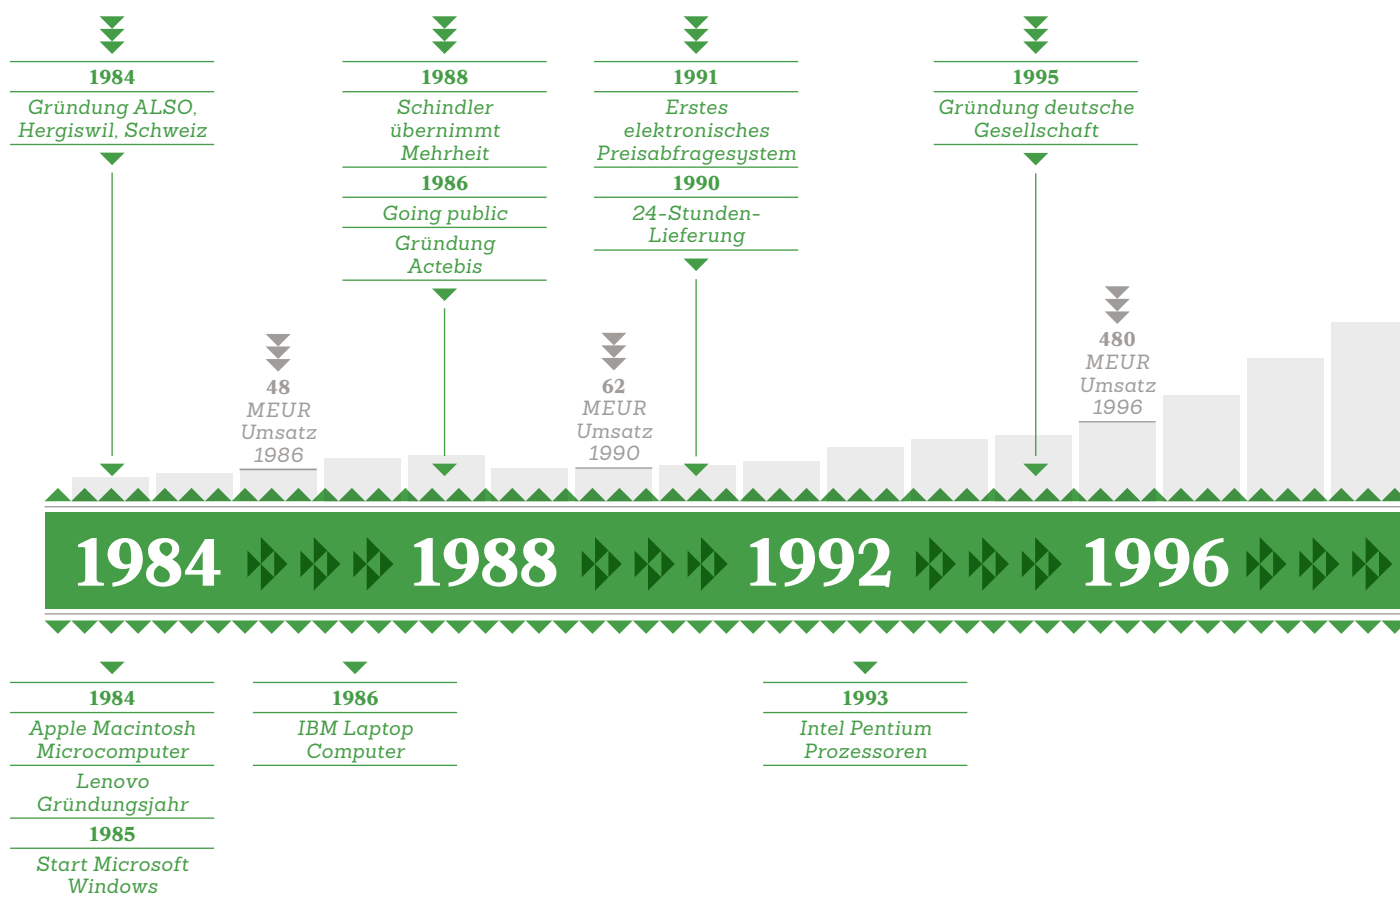 1984
Gründung ALSO,
Hergiswil, Schweiz
1988
Schindler
übernimmt
Mehrheit
1986
Going public
Gründung
Actebis
1991
Erstes
elektronisches
Preisabfragesystem
1990
24-Stunden-
Lieferung
1995
Gründung deutsche
Gesellschaft
48
MEUR
Umsatz
1986
62
MEUR
Umsatz
1990
480
MEUR
Umsatz
1996
1984 1988 1992 1996
1984
Apple Macintosh
Microcomputer
Lenovo
Gründungsjahr
1985
Start Microsoft
Windows
1986
IBM Laptop
Computer
1993
Intel Pentium
Prozessoren